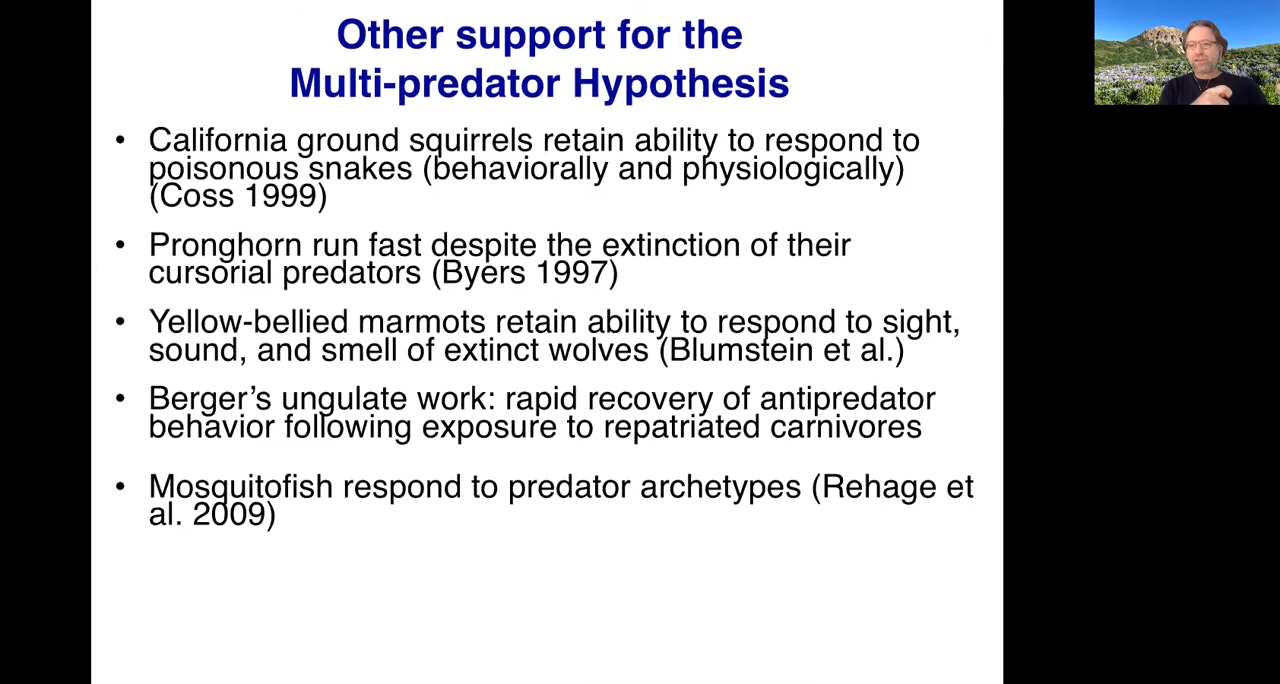 Other support for the
Multi-predator Hypothesis
• California ground squirrels retain ability to respond to
poisonous snakes (behaviorally and physiologically)
(Coss 1999)
• Pronghorn run fast despite the extinction of their
cursorial predators (Byers 1997)
• Yellow-bellied marmots retain ability to respond to sight,
sound, and smell of extinct wolves (Blumstein et al.)
• Berger’s ungulate work: rapid recovery of antipredator
behavior following exposure to repatriated carnivores
• Mosquitofish respond to predator archetypes (Rehage et
al. 2009)